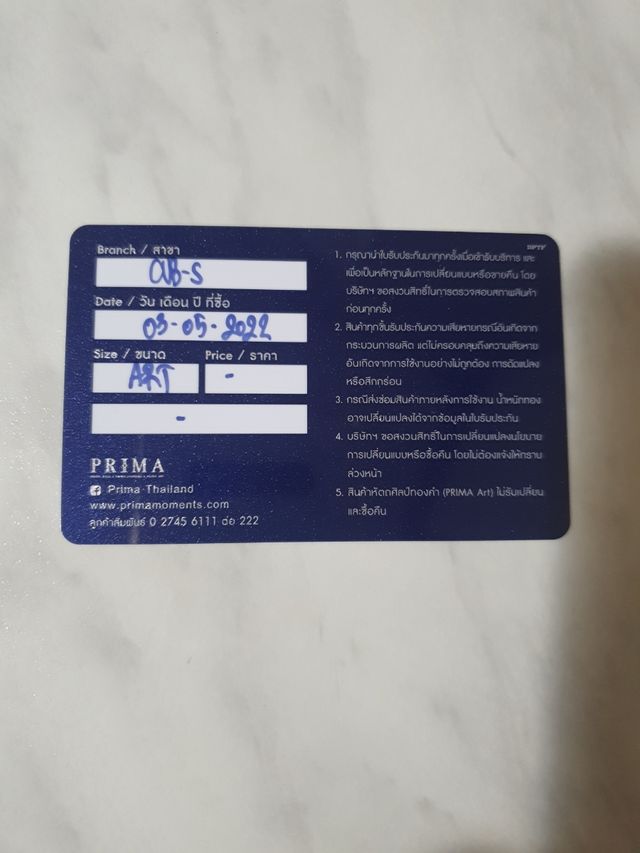 Branch / สาขา
CUB-S
Date / วัน เดือน ปี ที่ซื้อ
03-05-2022
Size / ขนาด
Price / ราคา
ART
-
-
PRIMA
Prima Thailand
www.primamoments.com
ลูกค้าสัมพันธ์ 0 2745 6111 ต่อ 222
1. กรุณานำใบรับประกันมาทุกครั้งเมื่อเข้ารับบริการ และ
เพื่อเป็นหลักฐานในการเปลี่ยนแบบหรือขายคืน โดย
บริษัทฯ ขอสงวนสิทธิ์ในการตรวจสอบสภาพสินค้า
ก่อนทุกครั้ง
2. สินค้าทุกชิ้นรับประกันความเสียหายกรณีอันเกิดจาก
กระบวนการผลิต แต่ไม่ครอบคลุมถึงความเสียหาย
อันเกิดจากการใช้งานอย่างไม่ถูกต้อง การดัดแปลง
หรือสึกกร่อน
3. กรณีส่งซ่อมสินค้าภายหลังการใช้งาน น้ำหนักทอง
อาจเปลี่ยนแปลงได้จากข้อมูลในใบรับประกัน
4. บริษัทฯ ขอสงวนสิทธิ์ในการเปลี่ยนแปลงนโยบาย
การเปลี่ยนแบบหรือซื้อคืน โดยไม่ต้องแจ้งให้ทราบ
ล่วงหน้า
5. สินค้าหัตถศิลป์ทองคำ (PRIMA Art) ไม่รับเปลี่ยน
และซื้อคืน